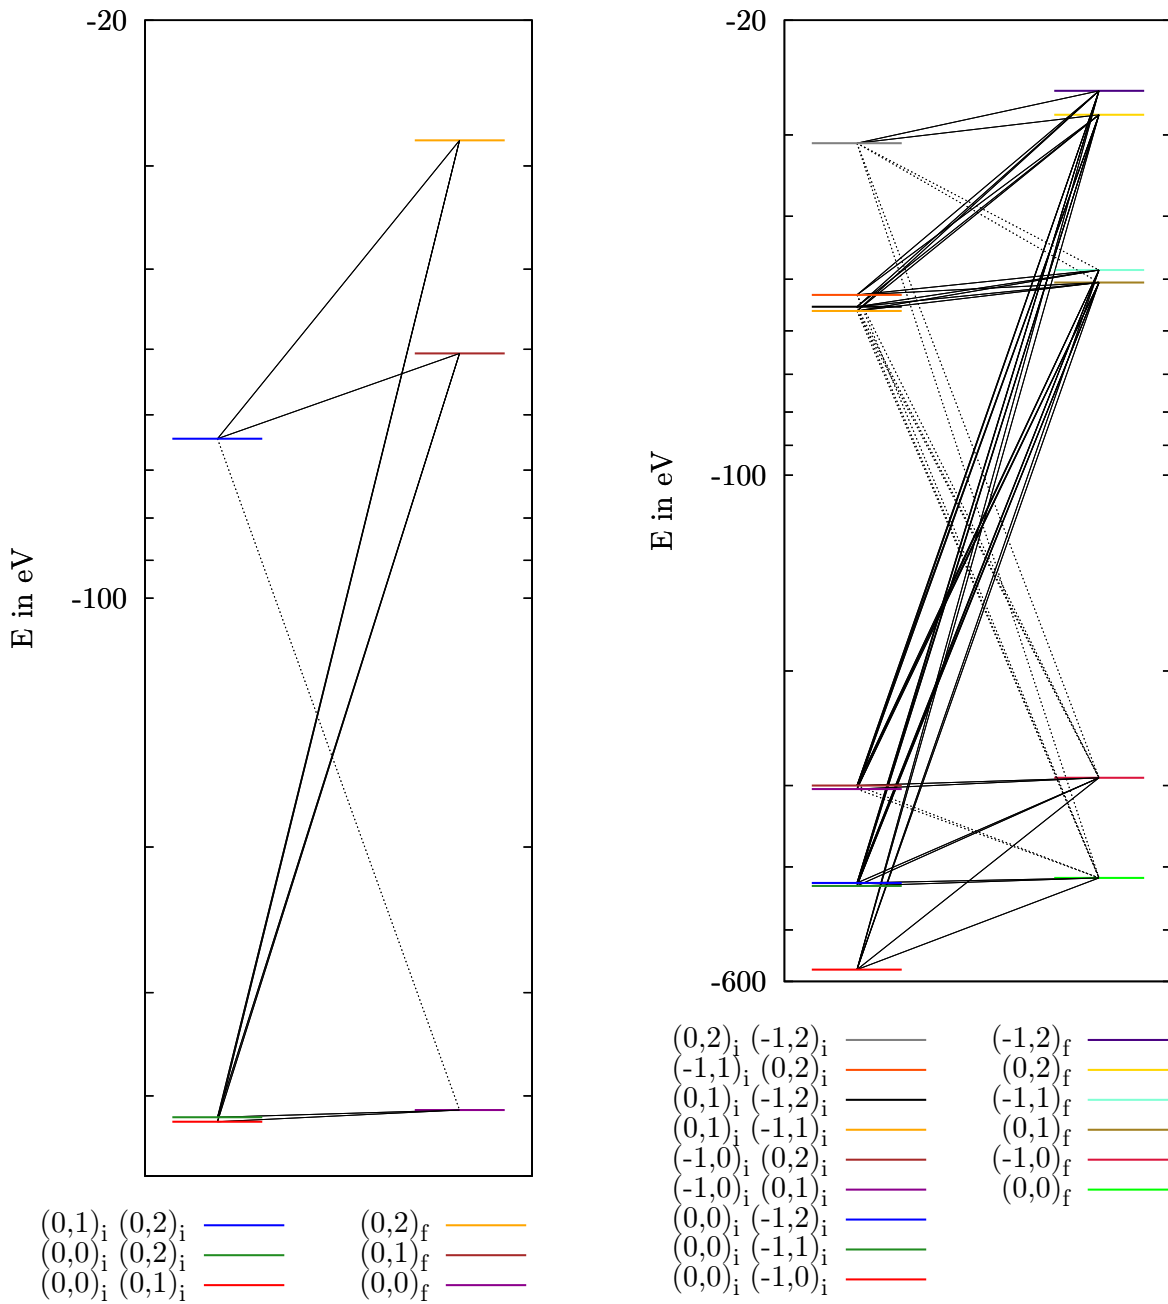 -20
-100
E in eV
(0,1)i (0,2)i
(0,0)i (0,2)i
(0,0)i (0,1)i
(0,2)f
(0,1)f
(0,0)f
-20
-100
-600
E in eV
(0,2)i (-1,2)i
(-1,1)i (0,2)i
(0,1)i (-1,2)i
(0,1)i (-1,1)i
(-1,0)i (0,2)i
(-1,0)i (0,1)i
(0,0)i (-1,2)i
(0,0)i (-1,1)i
(0,0)i (-1,0)i
(-1,2)f
(0,2)f
(-1,1)f
(0,1)f
(-1,0)f
(0,0)f